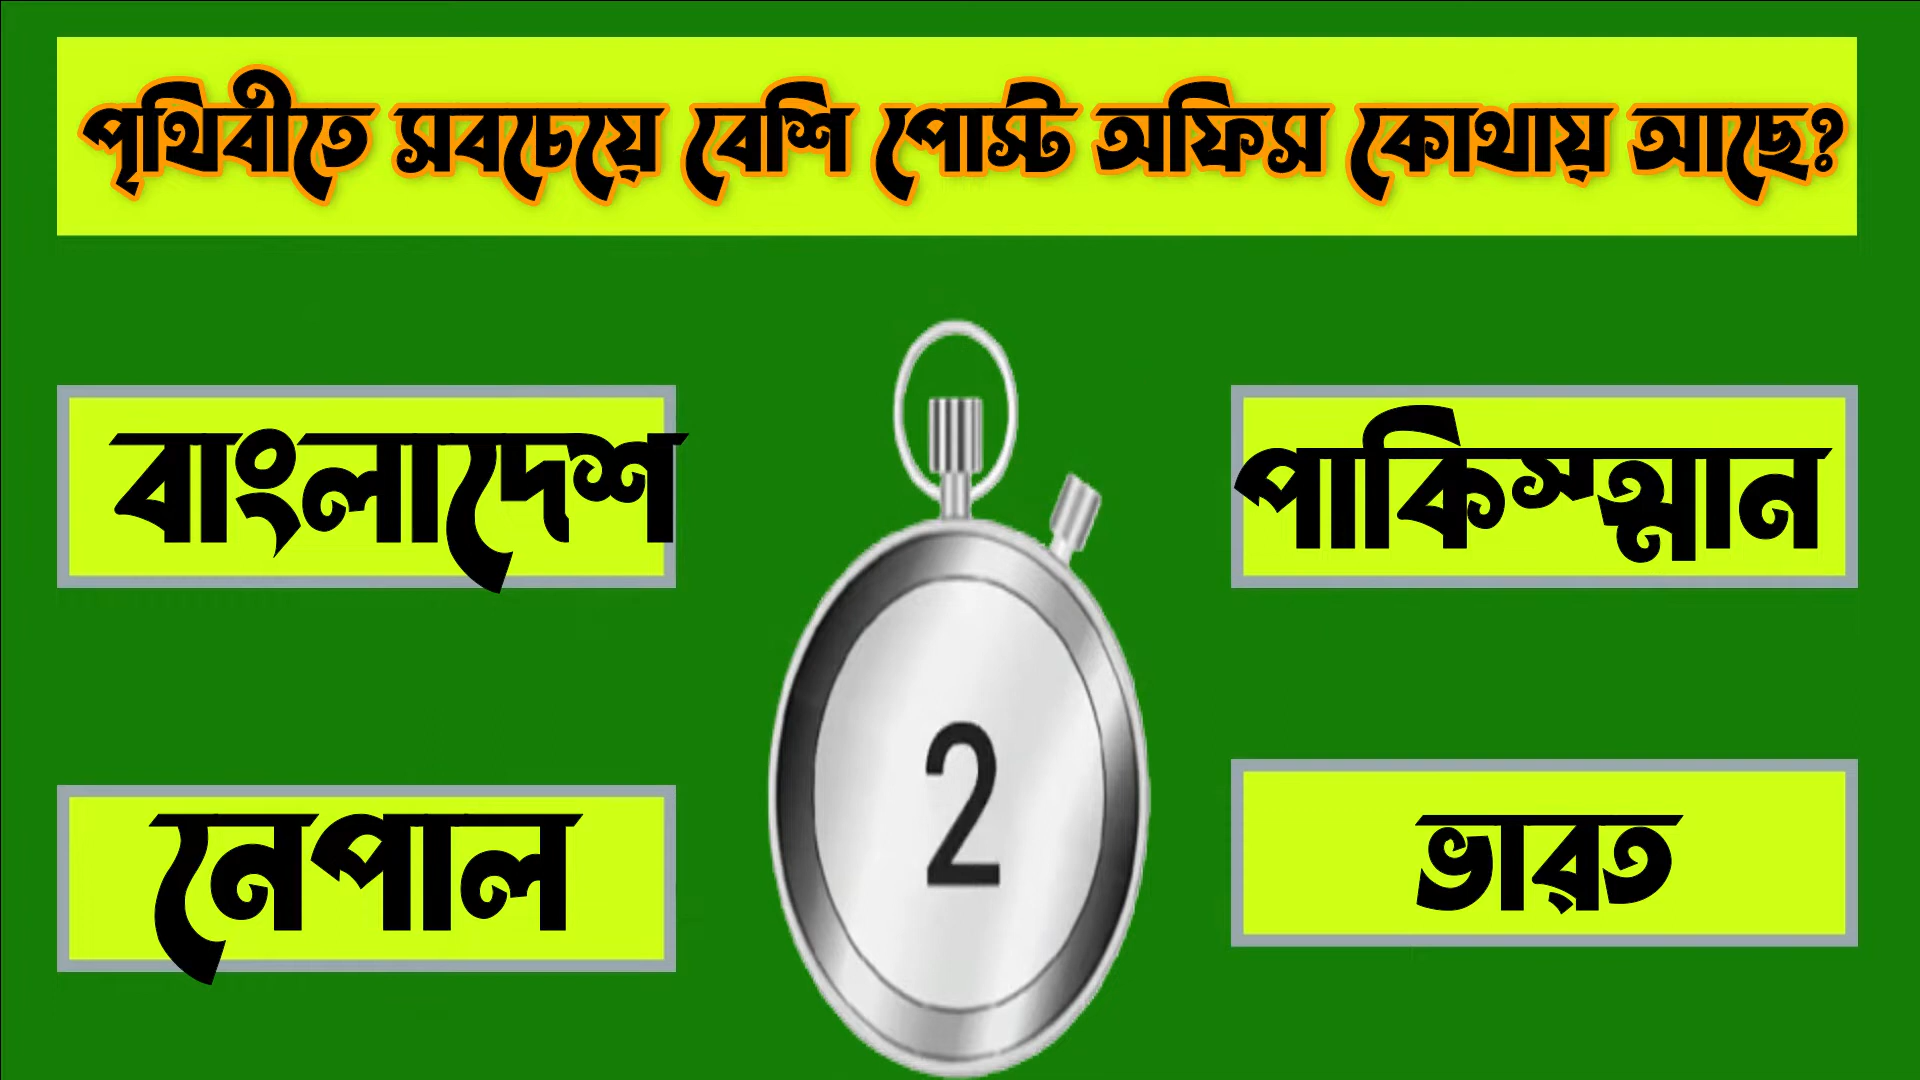 পৃথিবীতে সবচেয়ে বেশি পোস্ট অফিস কোথায় আছে?
বাংলাদেশ
পাকিস্তান
2
নেপাল
ভারত